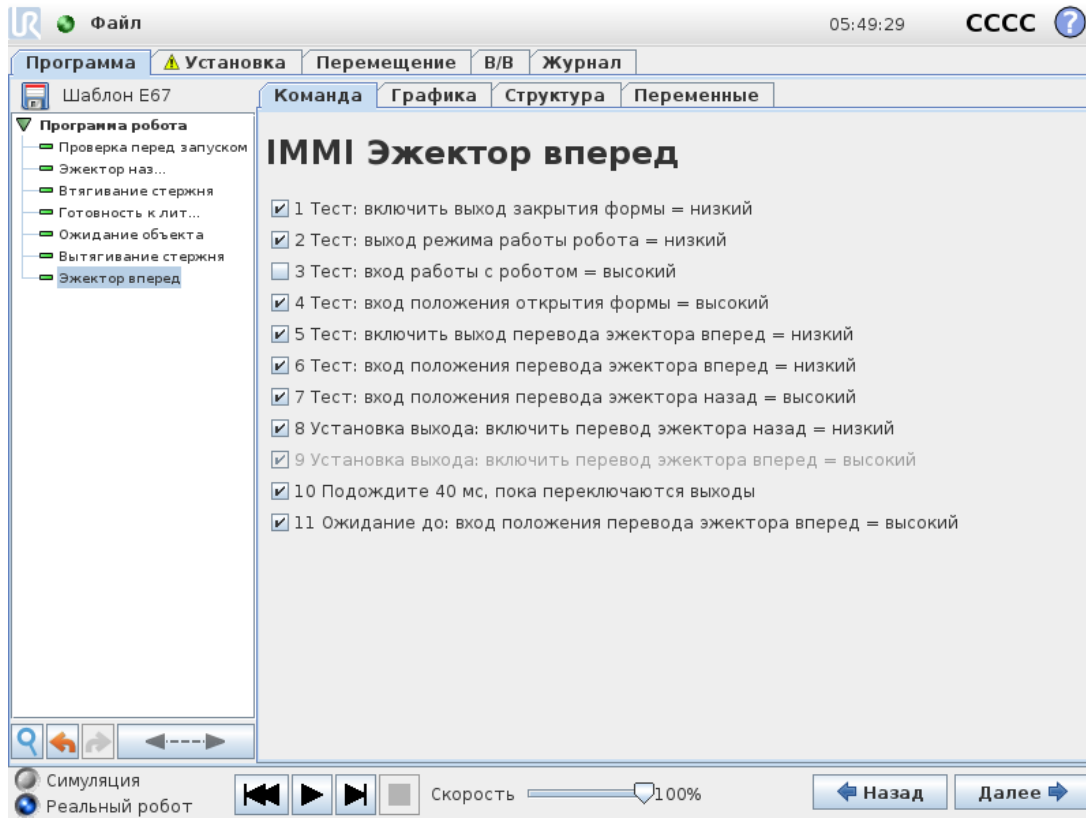 UR Файл 05:49:29 CCCC ?
Программа Установка Перемещение В/В Журнал
Шаблон E67
Команда Графика Структура Переменные
Программа робота
Проверка перед запуском
Эжектор наз...
Втягивание стержня
Готовность к лит...
Ожидание объекта
Вытягивание стержня
Эжектор вперед
IMMI Эжектор вперед
1 Тест: включить выход закрытия формы = низкий
2 Тест: выход режима работы робота = низкий
3 Тест: вход работы с роботом = высокий
4 Тест: вход положения открытия формы = высокий
5 Тест: включить выход перевода эжектора вперед = низкий
6 Тест: вход положения перевода эжектора вперед = низкий
7 Тест: вход положения перевода эжектора назад = высокий
8 Установка выхода: включить перевод эжектора назад = низкий
9 Установка выхода: включить перевод эжектора вперед = высокий
10 Подождите 40 мс, пока переключаются выходы
11 Ожидание до: вход положения перевода эжектора вперед = высокий
Симуляция
Реальный робот
Скорость 100%
Назад Далее